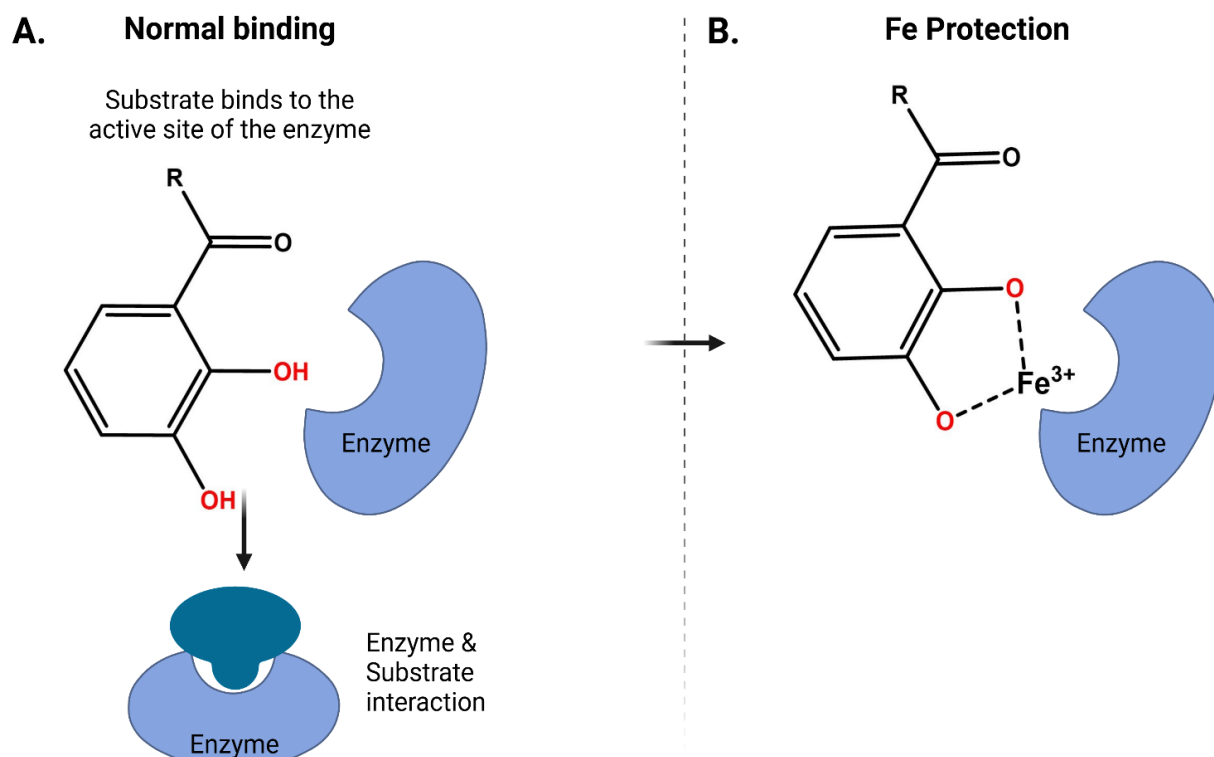 A.
Normal binding
Substrate binds to the
active site of the enzyme
R
O
OH
OH
Enzyme
Enzyme &
Substrate
interaction
Enzyme
B.
Fe Protection
R
O
O
Fe³⁺
O
Enzyme